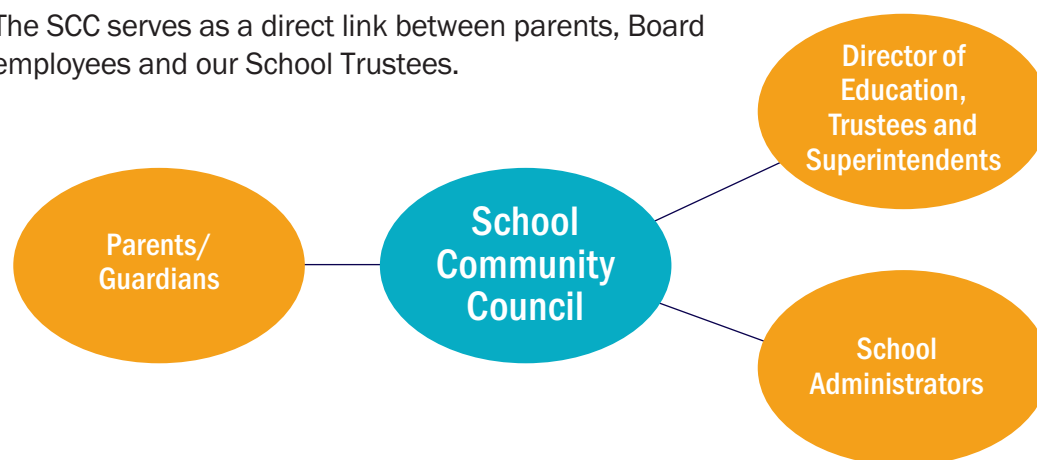 The SCC serves as a direct link between parents, Board
employees and our School Trustees.
Director of
Education,
Trustees and
Superintendents
Parents/
Guardians
School
Community
Council
School
Administrators